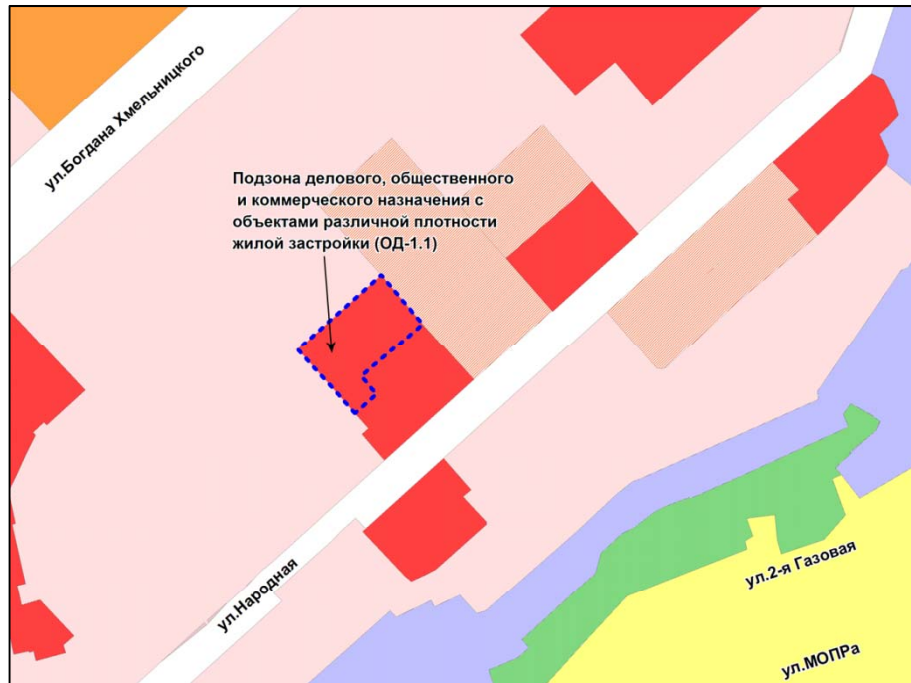 ул.Богдана Хмельницкого
Подзона делового, общественного
и коммерческого назначения с
объектами различной плотности
жилой застройки (ОД-1.1)
ул.Народная
ул.2-я Газовая
ул.МОПРа